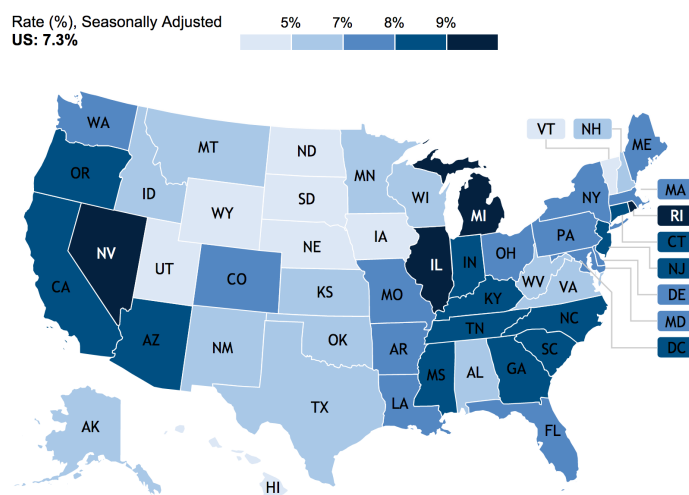 Rate (%), Seasonally Adjusted
US: 7.3%
5% 7% 8% 9%
WA
MT
ND
MN
VT NH
ME
OR
ID
SD
WI
MI
NY
MA
WY
RI
NV
NE
IA
PA
CT
UT
CO
IL
IN
OH
NJ
CA
KS
MO
WV
VA
DE
KY
MD
AZ
NM
OK
AR
TN
NC
DC
TX
LA
MS
AL
GA
SC
FL
AK
HI